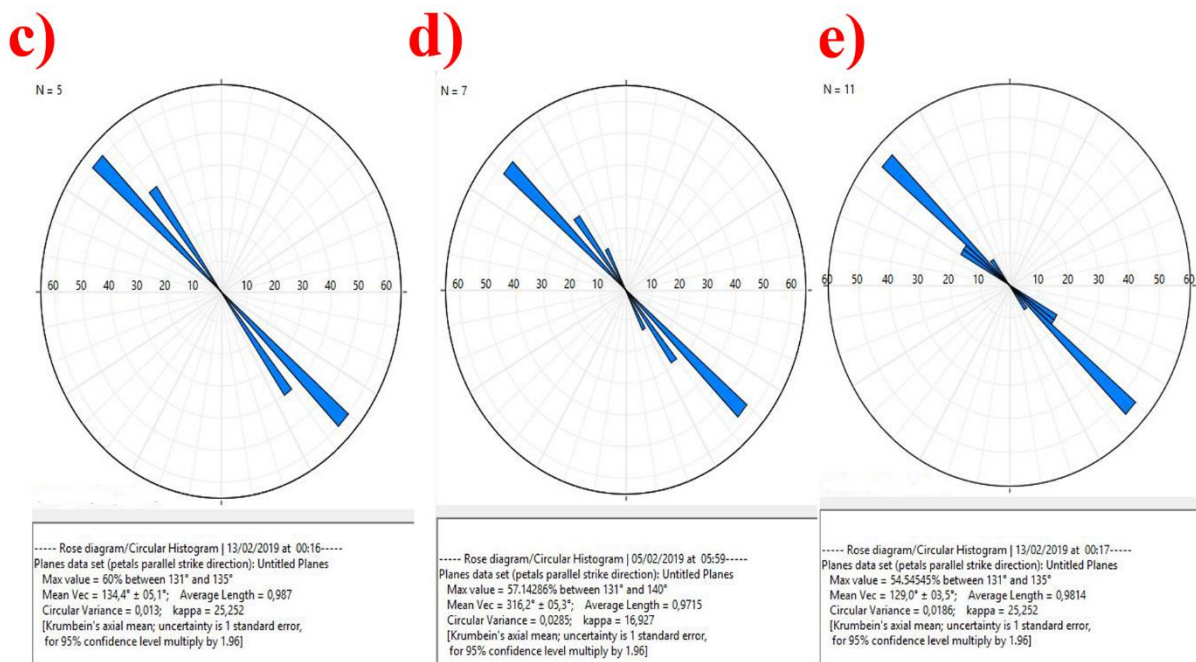 c)
N = 5
60 50 40 30 20 10 10 20 30 40 50 60
----- Rose diagram/Circular Histogram | 13/02/2019 at 00:16-----
Planes data set (petals parallel strike direction): Untitled Planes
Max value = 60% between 131° and 135°
Mean Vec = 134,4° ± 05,1°; Average Length = 0,987
Circular Variance = 0,013; kappa = 25,252
[Krumbein's axial mean; uncertainty is 1 standard error,
for 95% confidence level multiply by 1.96]
d)
N = 7
60 50 40 30 20 10 10 20 30 40 50 60
----- Rose diagram/Circular Histogram | 05/02/2019 at 05:59-----
Planes data set (petals parallel strike direction): Untitled Planes
Max value = 57.14286% between 131° and 140°
Mean Vec = 316,2° ± 05,3°; Average Length = 0,9715
Circular Variance = 0,0285; kappa = 16,927
[Krumbein's axial mean; uncertainty is 1 standard error,
for 95% confidence level multiply by 1.96]
e)
N = 11
60 50 40 30 20 10 10 20 30 40 50 60
----- Rose diagram/Circular Histogram | 13/02/2019 at 00:17-----
Planes data set (petals parallel strike direction): Untitled Planes
Max value = 54.54545% between 131° and 135°
Mean Vec = 129,0° ± 03,5°; Average Length = 0,9814
Circular Variance = 0,0186; kappa = 25,252
[Krumbein's axial mean; uncertainty is 1 standard error,
for 95% confidence level multiply by 1.96]